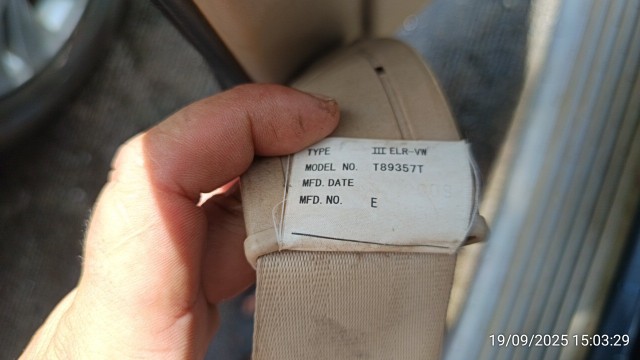 TYPE III ELR-VW
MODEL NO. T89357T
MFD. DATE
MFD. NO. E
19/09/2025 15:03:29